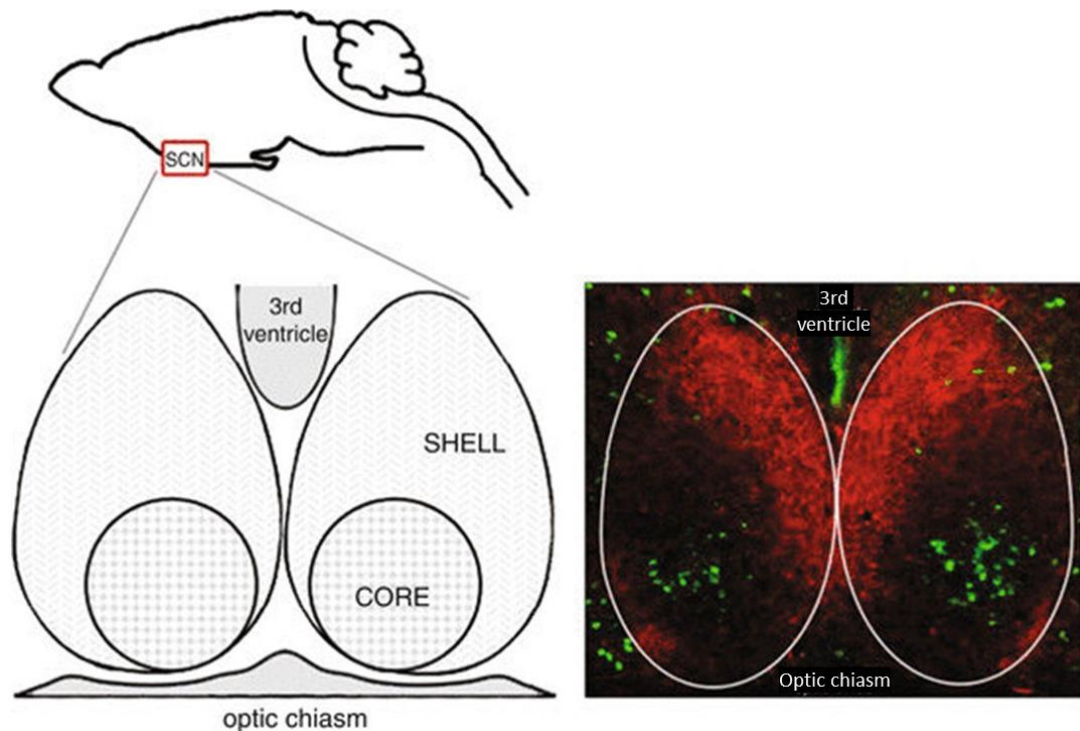 SCN
3rd
ventricle
SHELL
CORE
optic chiasm
3rd
ventricle
Optic chiasm